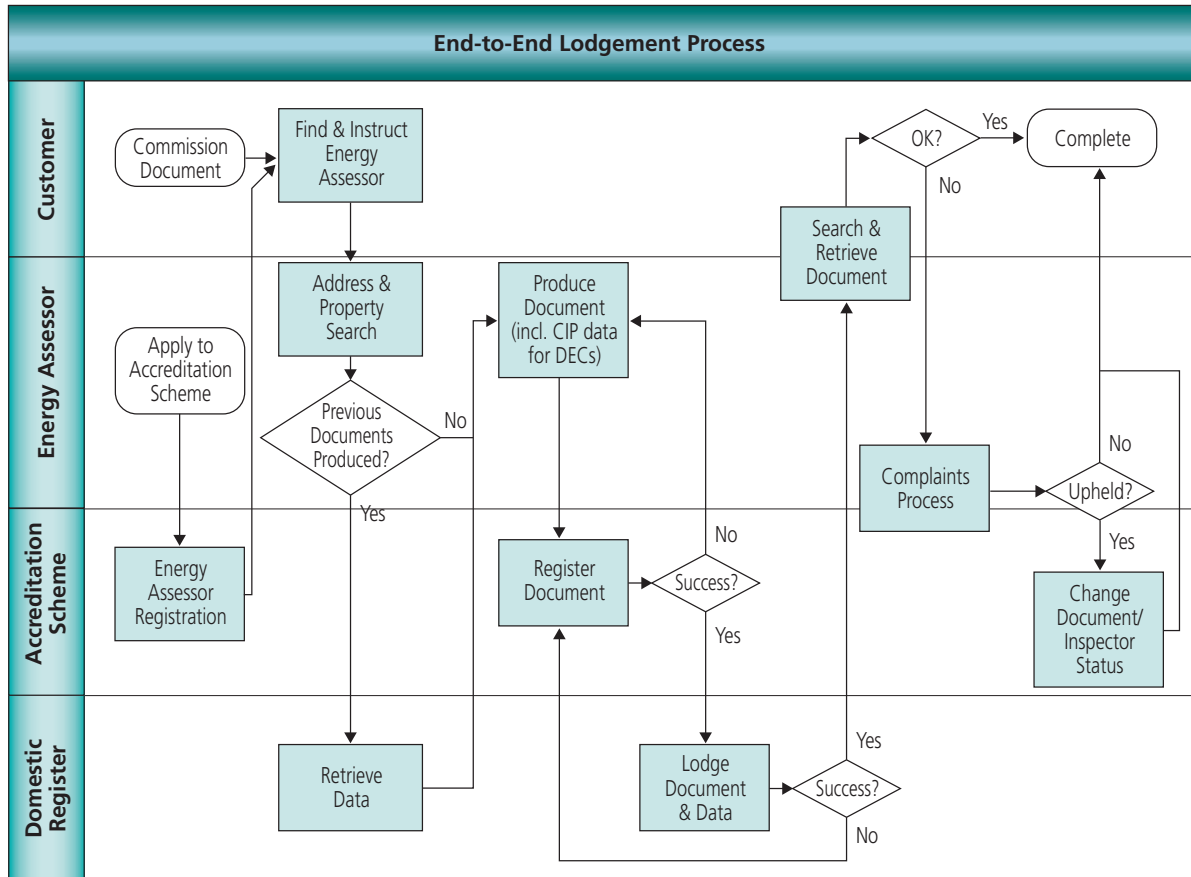 End-to-End Lodgement Process
Customer
Commission
Document
Find & Instruct
Energy
Assessor
OK?
Yes
No
Complete
Search &
Retrieve
Document
Energy Assessor
Address &
Property
Search
Produce
Document
(incl. CIP data
for DECs)
Apply to
Accreditation
Scheme
Previous
Documents
Produced?
No
Yes
Complaints
Process
Upheld?
No
Yes
Accreditation
Scheme
Energy
Assessor
Registration
Register
Document
Success?
No
Yes
Change
Document/
Inspector
Status
Domestic
Register
Retrieve
Data
Lodge
Document
& Data
Success?
Yes
No